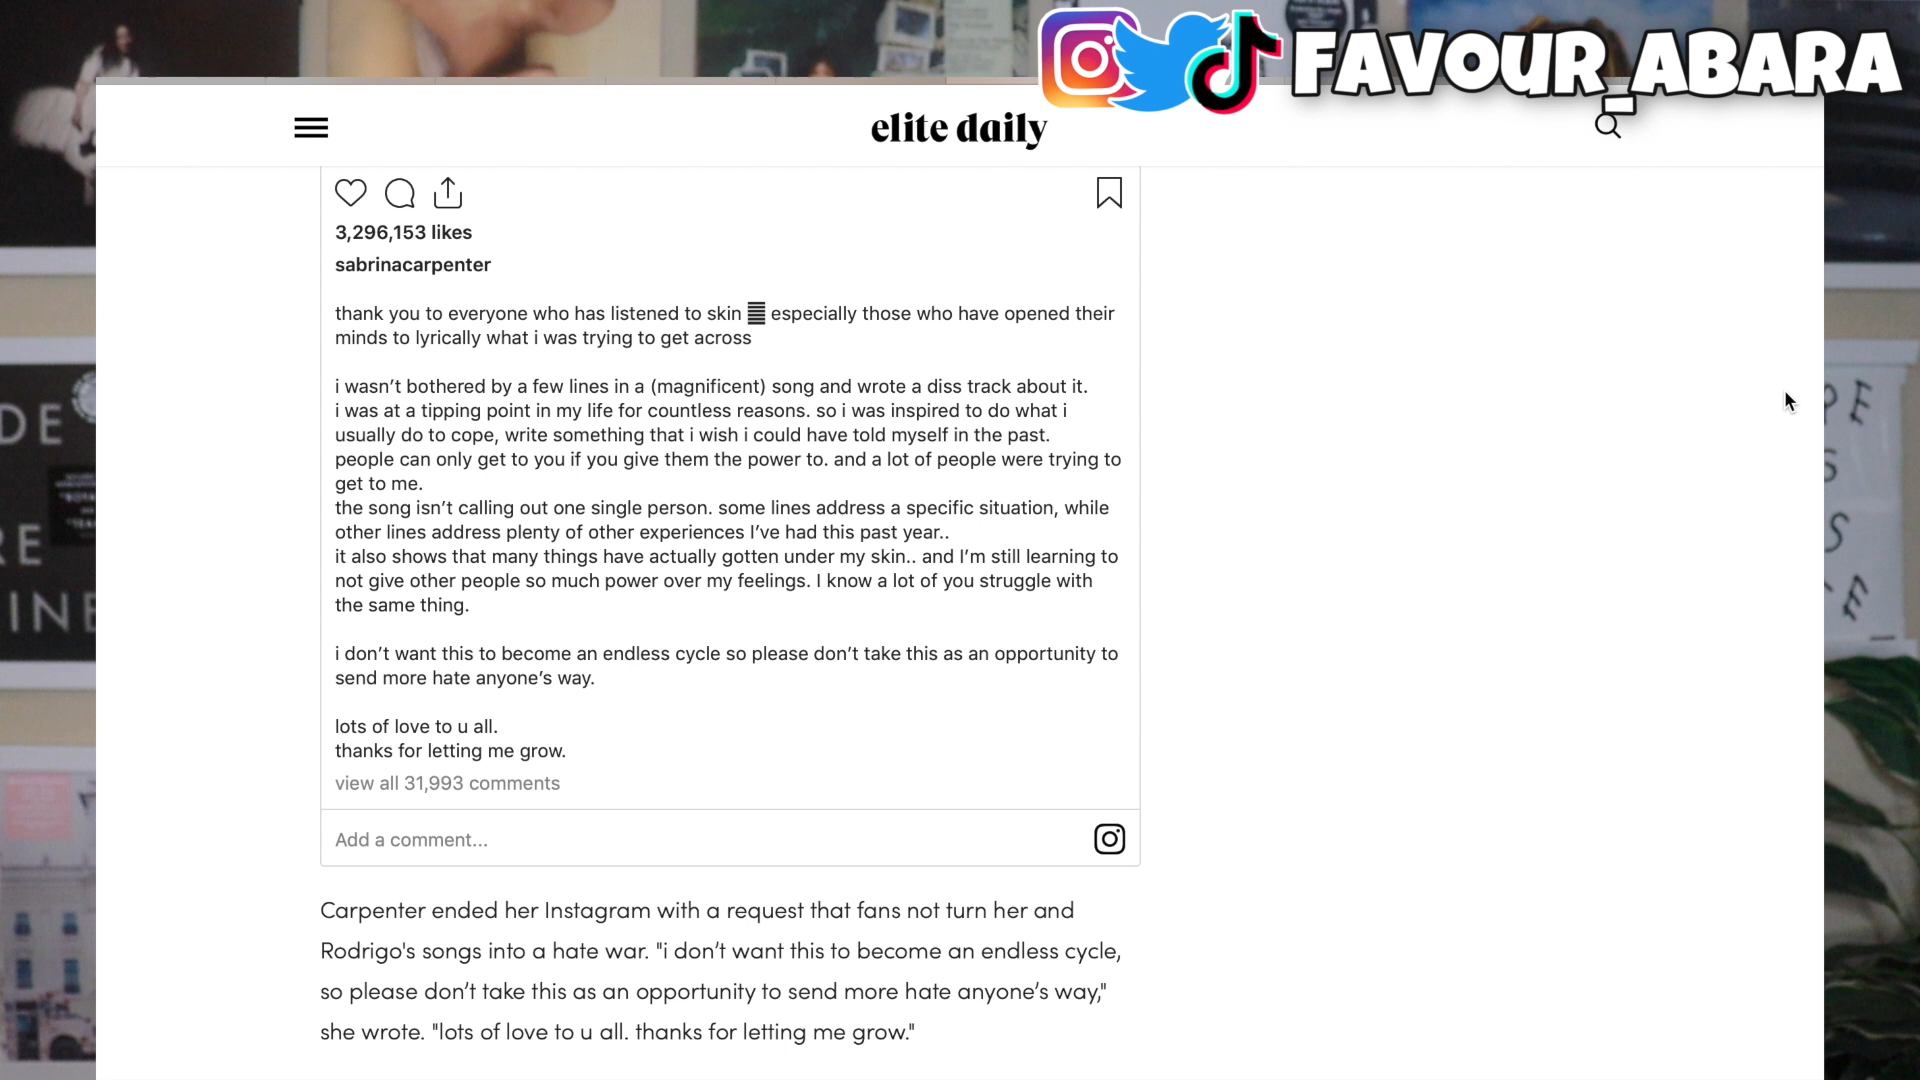 FAVOUR_ABARA
elite daily
3,296,153 likes
sabrinacarpenter
thank you to everyone who has listened to skin especially those who have opened their
minds to lyrically what i was trying to get across
i wasn’t bothered by a few lines in a (magnificent) song and wrote a diss track about it.
i was at a tipping point in my life for countless reasons. so i was inspired to do what i
usually do to cope, write something that i wish i could have told myself in the past.
people can only get to you if you give them the power to. and a lot of people were trying to
get to me.
the song isn’t calling out one single person. some lines address a specific situation, while
other lines address plenty of other experiences I’ve had this past year..
it also shows that many things have actually gotten under my skin.. and I’m still learning to
not give other people so much power over my feelings. I know a lot of you struggle with
the same thing.
i don’t want this to become an endless cycle so please don’t take this as an opportunity to
send more hate anyone’s way.
lots of love to u all.
thanks for letting me grow.
view all 31,993 comments
Add a comment...
Carpenter ended her Instagram with a request that fans not turn her and
Rodrigo's songs into a hate war. "i don’t want this to become an endless cycle,
so please don’t take this as an opportunity to send more hate anyone’s way,"
she wrote. "lots of love to u all. thanks for letting me grow."